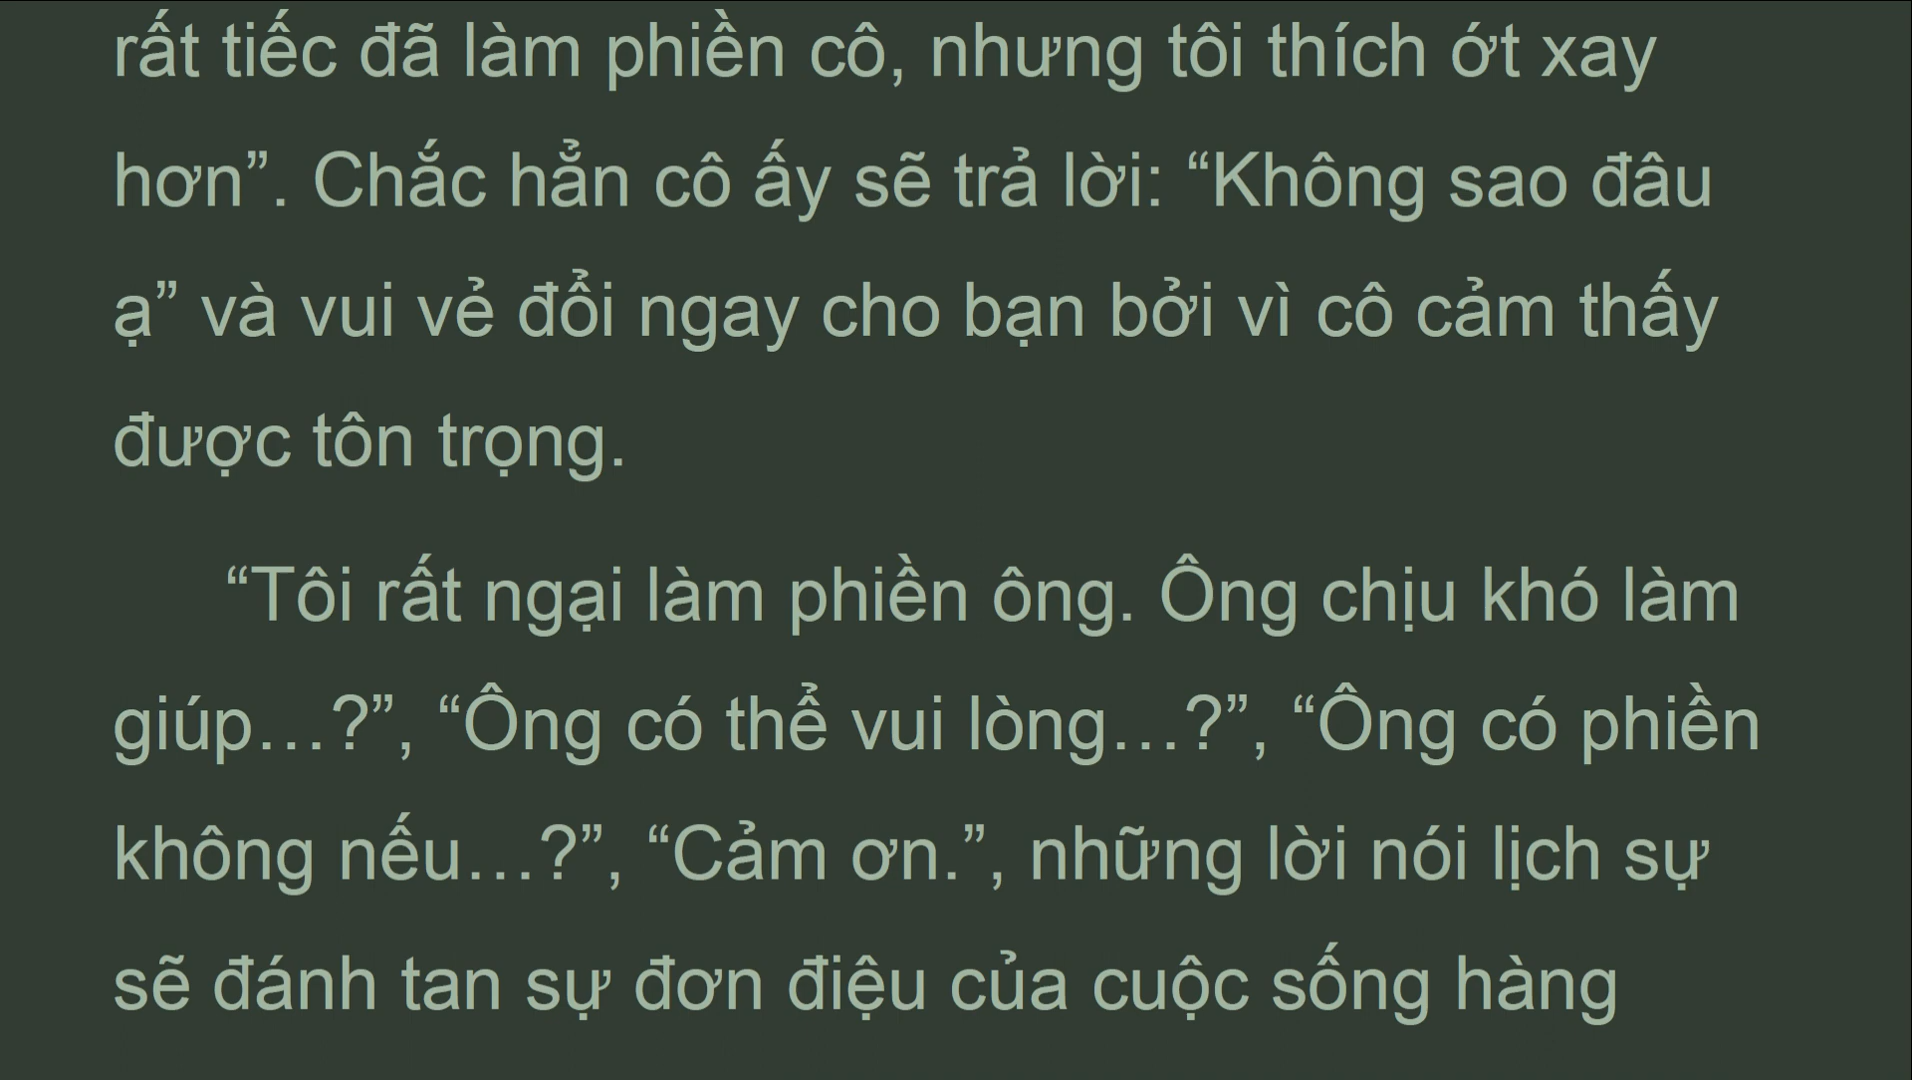 rất tiếc đã làm phiền cô, nhưng tôi thích ớt xay
hơn”. Chắc hẳn cô ấy sẽ trả lời: “Không sao đâu
ạ” và vui vẻ đổi ngay cho bạn bởi vì cô cảm thấy
được tôn trọng.
“Tôi rất ngại làm phiền ông. Ông chịu khó làm
giúp…?”, “Ông có thể vui lòng…?”, “Ông có phiền
không nếu…?”, “Cảm ơn.”, những lời nói lịch sự
sẽ đánh tan sự đơn điệu của cuộc sống hàng